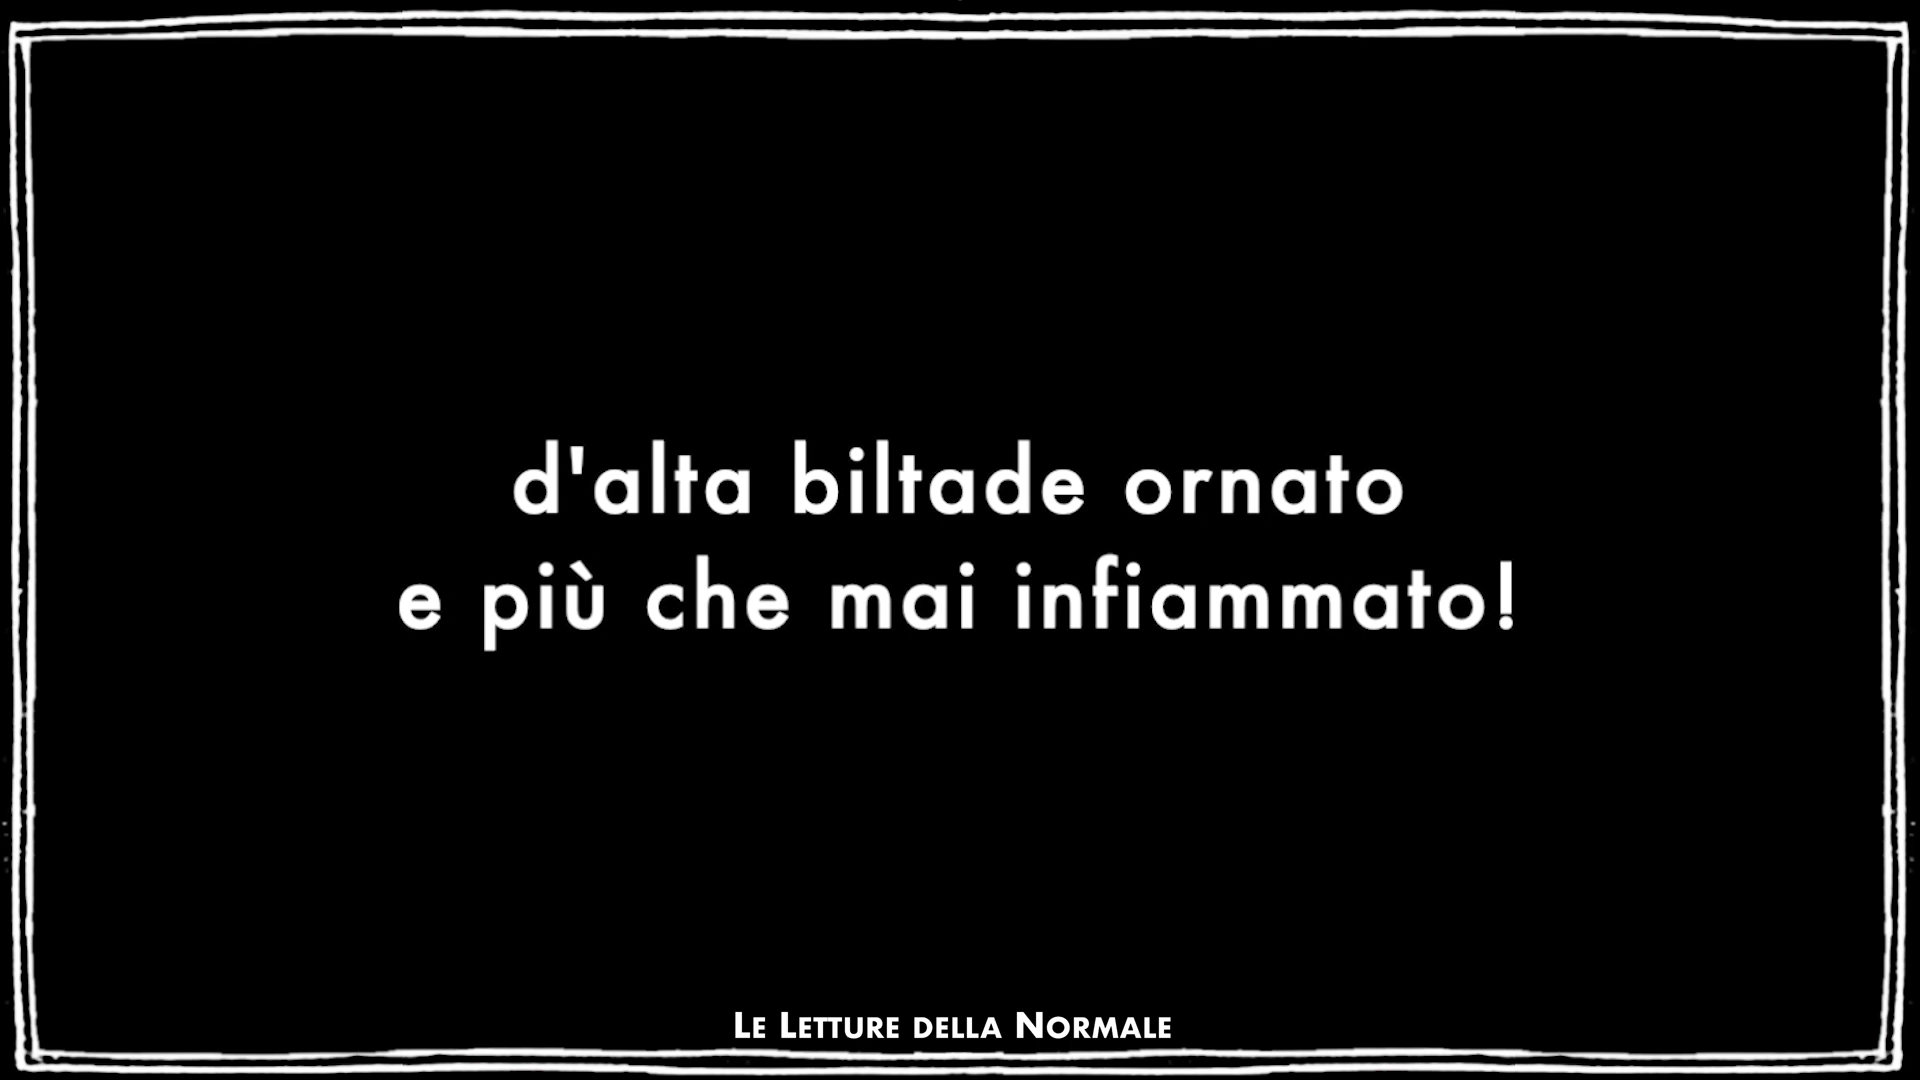 d'alta biltade ornato
e più che mai infiammato!
Le Letture della Normale